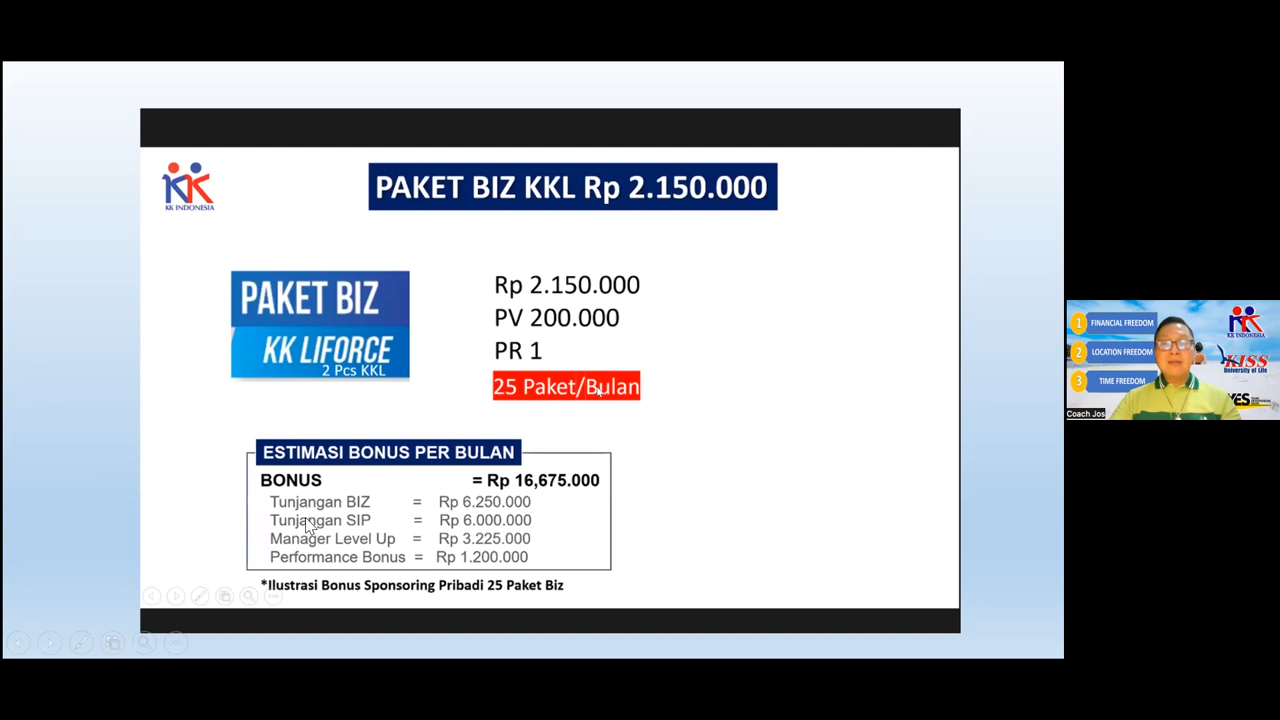 KK INDONESIA
PAKET BIZ KKL Rp 2.150.000
PAKET BIZ
KK LIFORCE
2 Pcs KKL
Rp 2.150.000
PV 200.000
PR 1
25 Paket/Bulan
ESTIMASI BONUS PER BULAN
BONUS = Rp 16,675.000
Tunjangan BIZ = Rp 6.250.000
Tunjangan SIP = Rp 6.000.000
Manager Level Up = Rp 3.225.000
Performance Bonus = Rp 1.200.000
*Ilustrasi Bonus Sponsoring Pribadi 25 Paket Biz
1 FINANCIAL FREEDOM
2 LOCATION FREEDOM
3 TIME FREEDOM
KK INDONESIA
KISS
University of Life
YES
Coach Jos